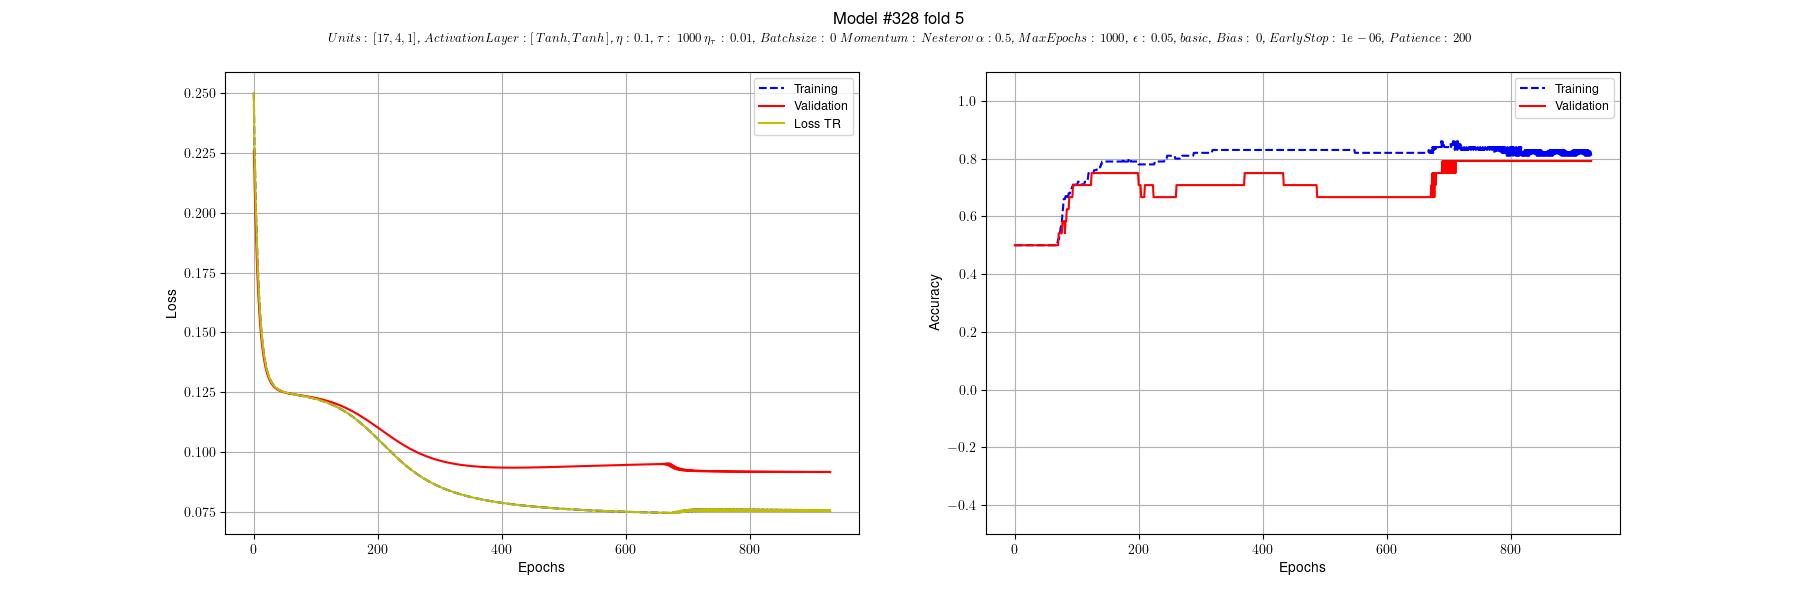 Model #328 fold 5
Units : [17, 4, 1], ActivationLayer : [Tanh, Tanh], η : 0.1, τ : 1000 ητ : 0.01, Batchsize : 0 Momentum : Nesterov α : 0.5, MaxEpochs : 1000, ϵ : 0.05, basic, Bias : 0, EarlyStop : 1e − 06, Patience : 200
Training
Validation
Loss TR
0.250
0.225
0.200
0.175
0.150
0.125
0.100
0.075
Loss
0 200 400 600 800
Epochs
Training
Validation
1.0
0.8
0.6
0.4
0.2
0.0
−0.2
−0.4
Accuracy
0 200 400 600 800
Epochs